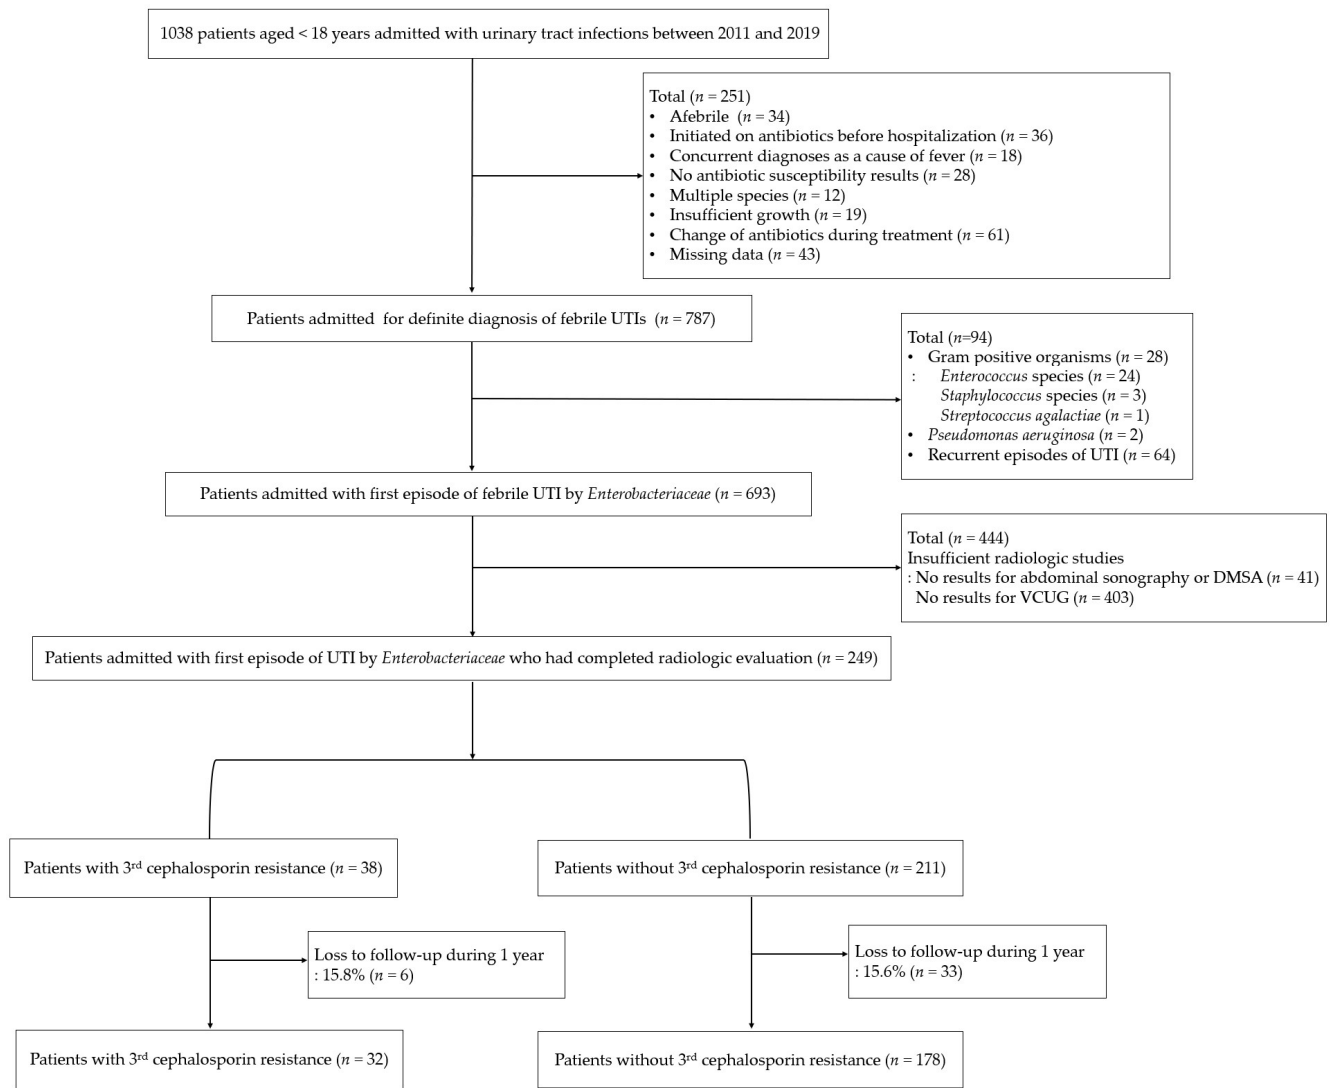 1038 patients aged < 18 years admitted with urinary tract infections between 2011 and 2019
Total (n = 251)
• Afebrile (n = 34)
• Initiated on antibiotics before hospitalization (n = 36)
• Concurrent diagnoses as a cause of fever (n = 18)
• No antibiotic susceptibility results (n = 28)
• Multiple species (n = 12)
• Insufficient growth (n = 19)
• Change of antibiotics during treatment (n = 61)
• Missing data (n = 43)
Patients admitted for definite diagnosis of febrile UTIs (n = 787)
Total (n=94)
• Gram positive organisms (n = 28)
: Enterococcus species (n = 24)
Staphylococcus species (n = 3)
Streptococcus agalactiae (n = 1)
• Pseudomonas aeruginosa (n = 2)
• Recurrent episodes of UTI (n = 64)
Patients admitted with first episode of febrile UTI by Enterobacteriaceae (n = 693)
Total (n = 444)
Insufficient radiologic studies
: No results for abdominal sonography or DMSA (n = 41)
No results for VCUG (n = 403)
Patients admitted with first episode of UTI by Enterobacteriaceae who had completed radiologic evaluation (n = 249)
Patients with 3rd cephalosporin resistance (n = 38)
Patients without 3rd cephalosporin resistance (n = 211)
Loss to follow-up during 1 year
: 15.8% (n = 6)
Loss to follow-up during 1 year
: 15.6% (n = 33)
Patients with 3rd cephalosporin resistance (n = 32)
Patients without 3rd cephalosporin resistance (n = 178)